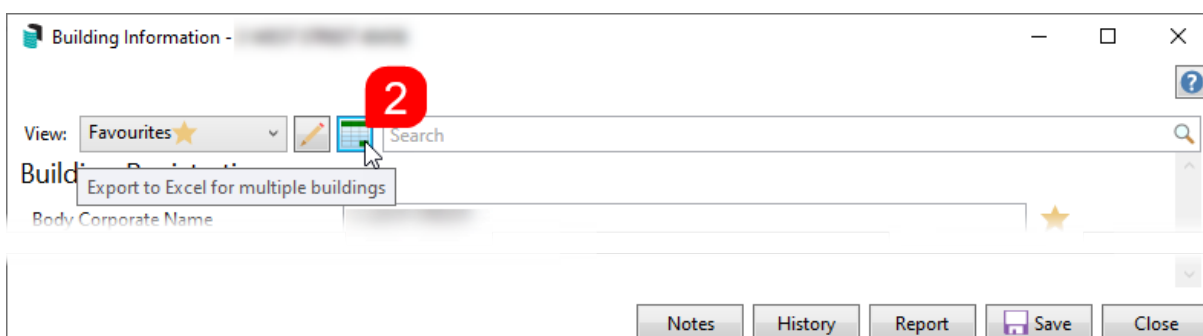 Building Information -
2
View: Favourites Search
Build
Export to Excel for multiple buildings
Body Corporate Name
Notes History Report Save Close